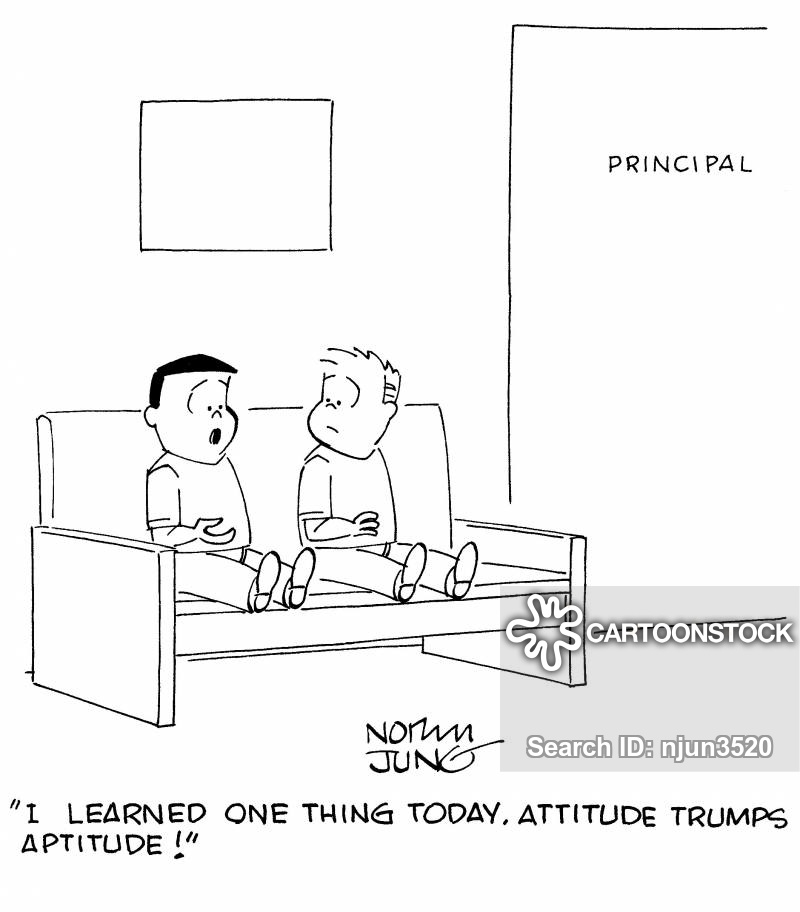 PRINCIPAL
CARTOONSTOCK
NORM
JUNG
Search ID: njun3520
"I LEARNED ONE THING TODAY. ATTITUDE TRUMPS
APTITUDE!"